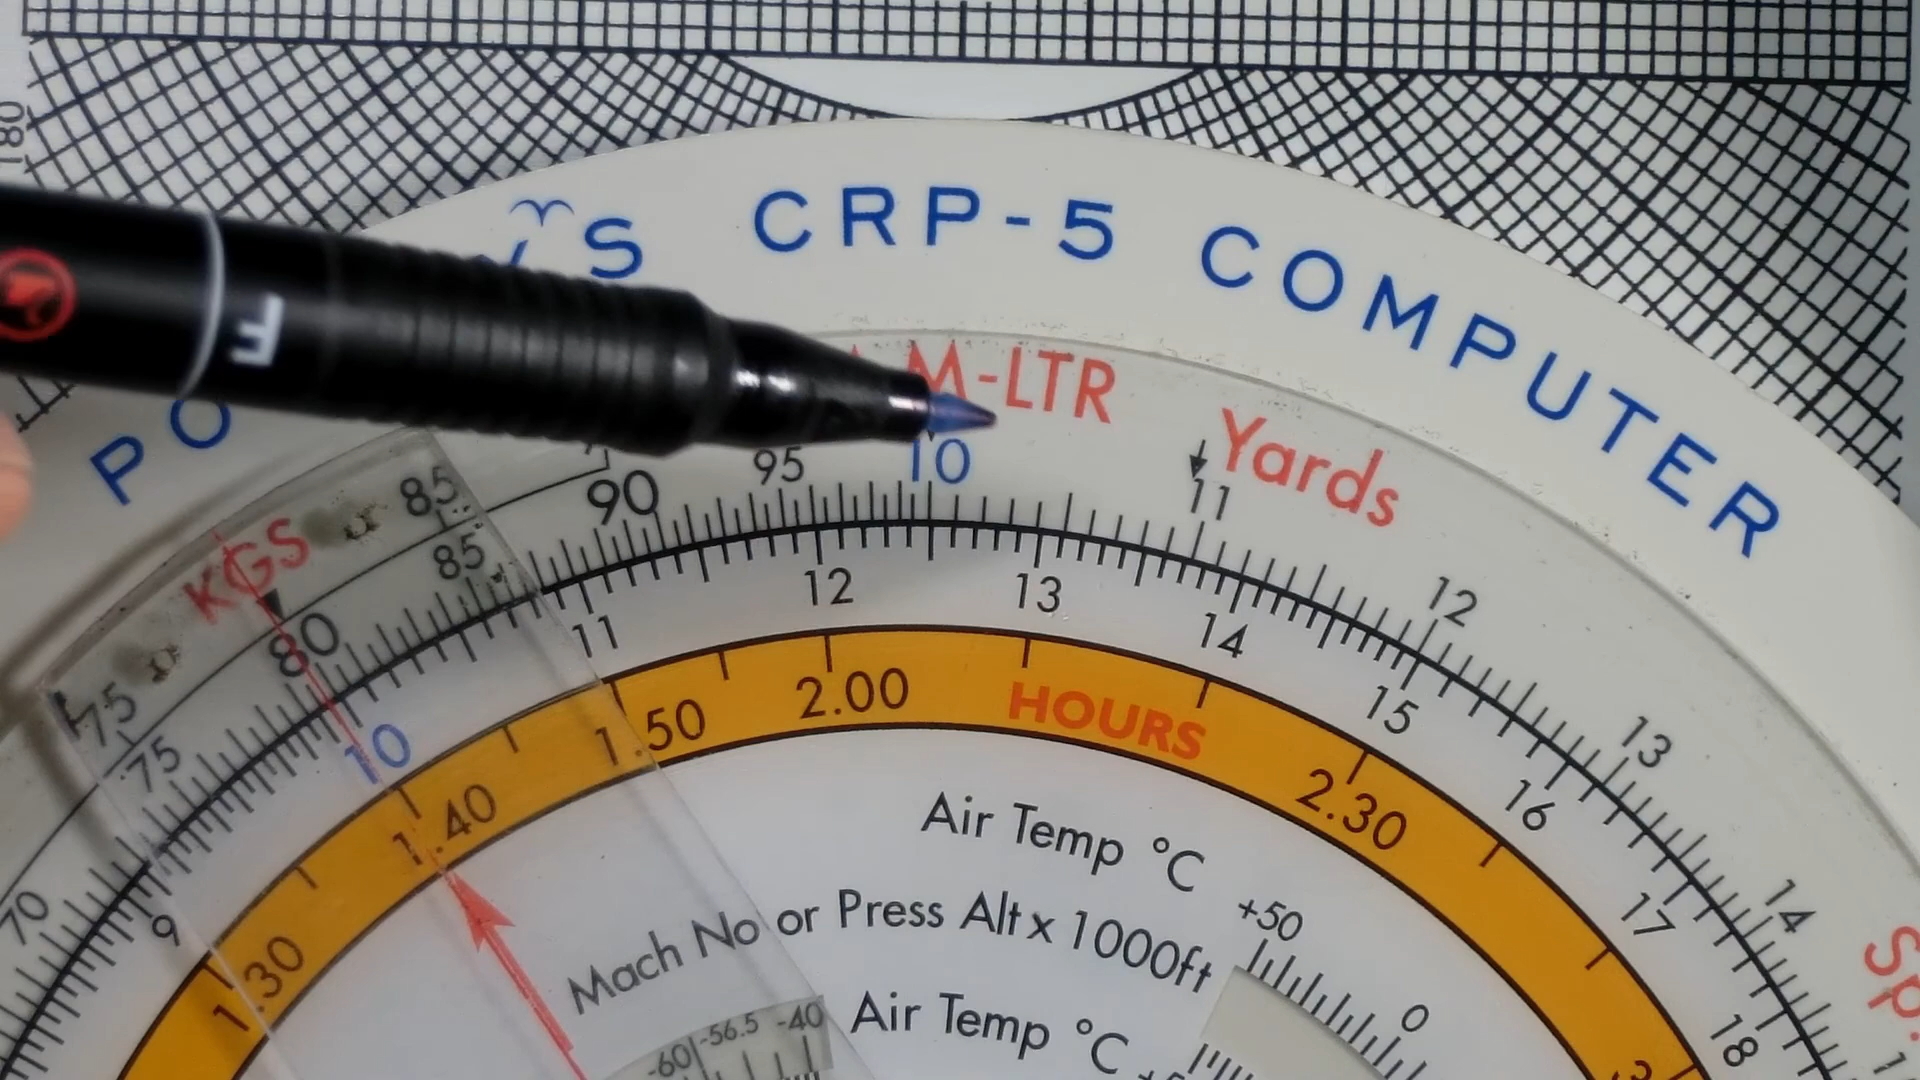 180
F
CRP-5 COMPUTER
M-LTR
Yards
KGS
70 75 80 85 90 95 10 11 12 13 14
75 85
9 10 11 12 13 14 15 16 17 18
1.30 1.40 1.50 2.00 HOURS 2.30
Air Temp °C
+50 0
Mach No or Press Alt x 1000ft
Air Temp °C
-60 -56.5 -40
Sp.